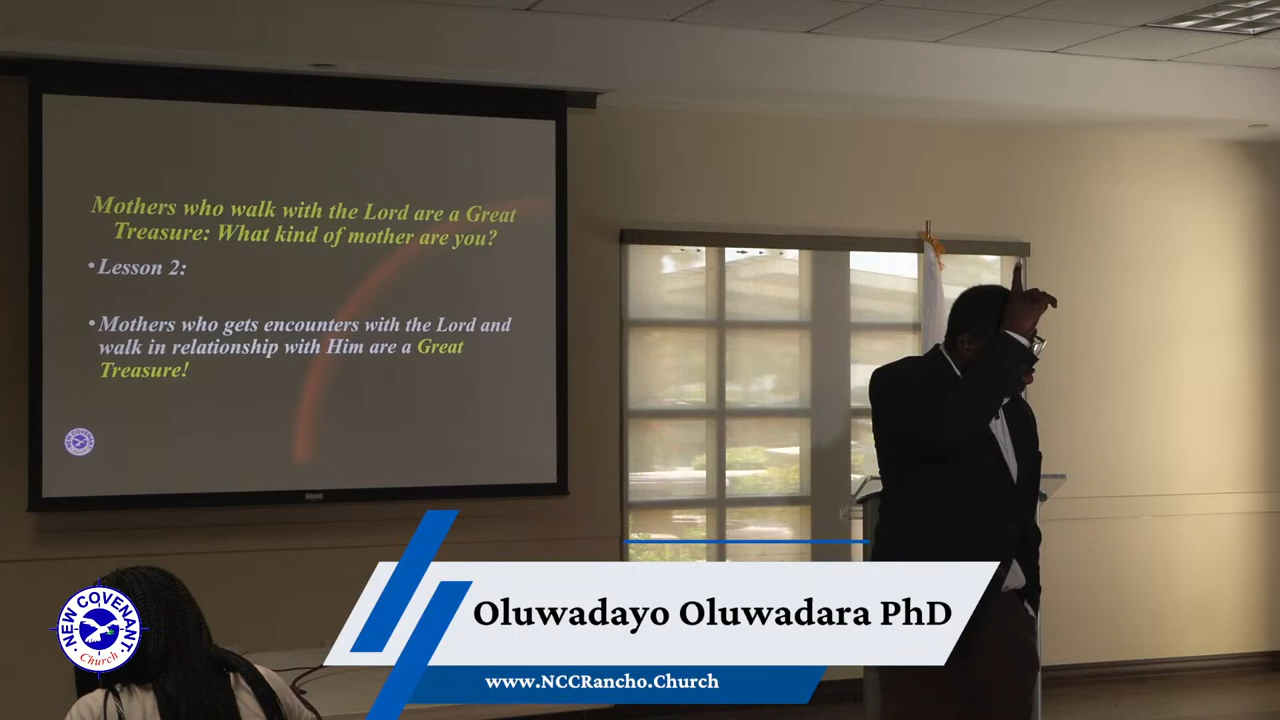 Mothers who walk with the Lord are a Great
Treasure: What kind of mother are you?
•Lesson 2:
•Mothers who gets encounters with the Lord and
walk in relationship with Him are a Great
Treasure!
NEW COVENANT
Church
Oluwadayo Oluwadara PhD
www.NCCRancho.Church